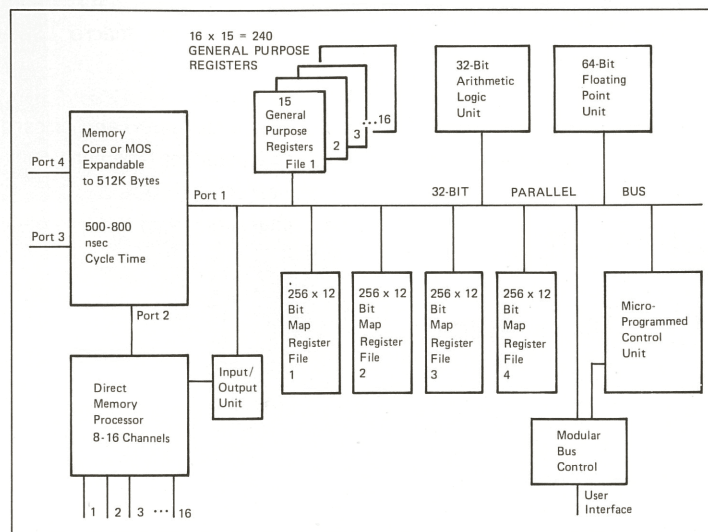 16 x 15 = 240
GENERAL PURPOSE
REGISTERS
15
General
Purpose
Registers
File 1
2
3
...16
32-Bit
Arithmetic
Logic
Unit
64-Bit
Floating
Point
Unit
Memory
Core or MOS
Expandable
to 512K Bytes
500-800
nsec
Cycle Time
Port 4
Port 3
Port 1
Port 2
32-BIT PARALLEL BUS
256 x 12
Bit
Map
Register
File
1
256 x 12
Bit
Map
Register
File
2
256 x 12
Bit
Map
Register
File
3
256 x 12
Bit
Map
Register
File
4
Micro-
Programmed
Control
Unit
Direct
Memory
Processor
8-16 Channels
Input/
Output
Unit
Modular
Bus
Control
User
Interface
1 2 3 ... 16